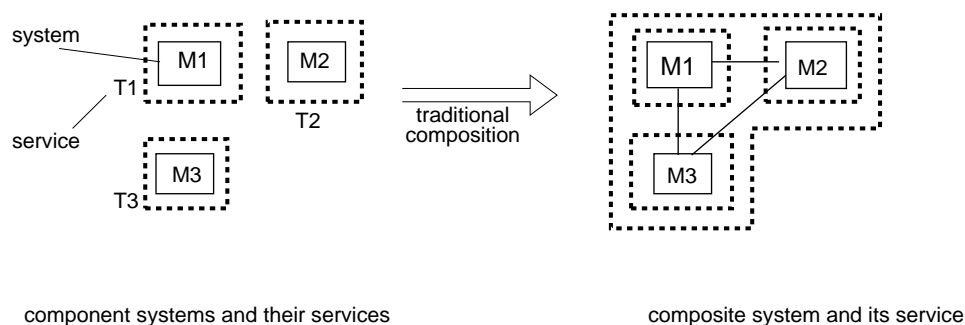 system
M1
T1
M2
T2
service
M3
T3
traditional
composition
M1
M2
M3
component systems and their services
composite system and its service